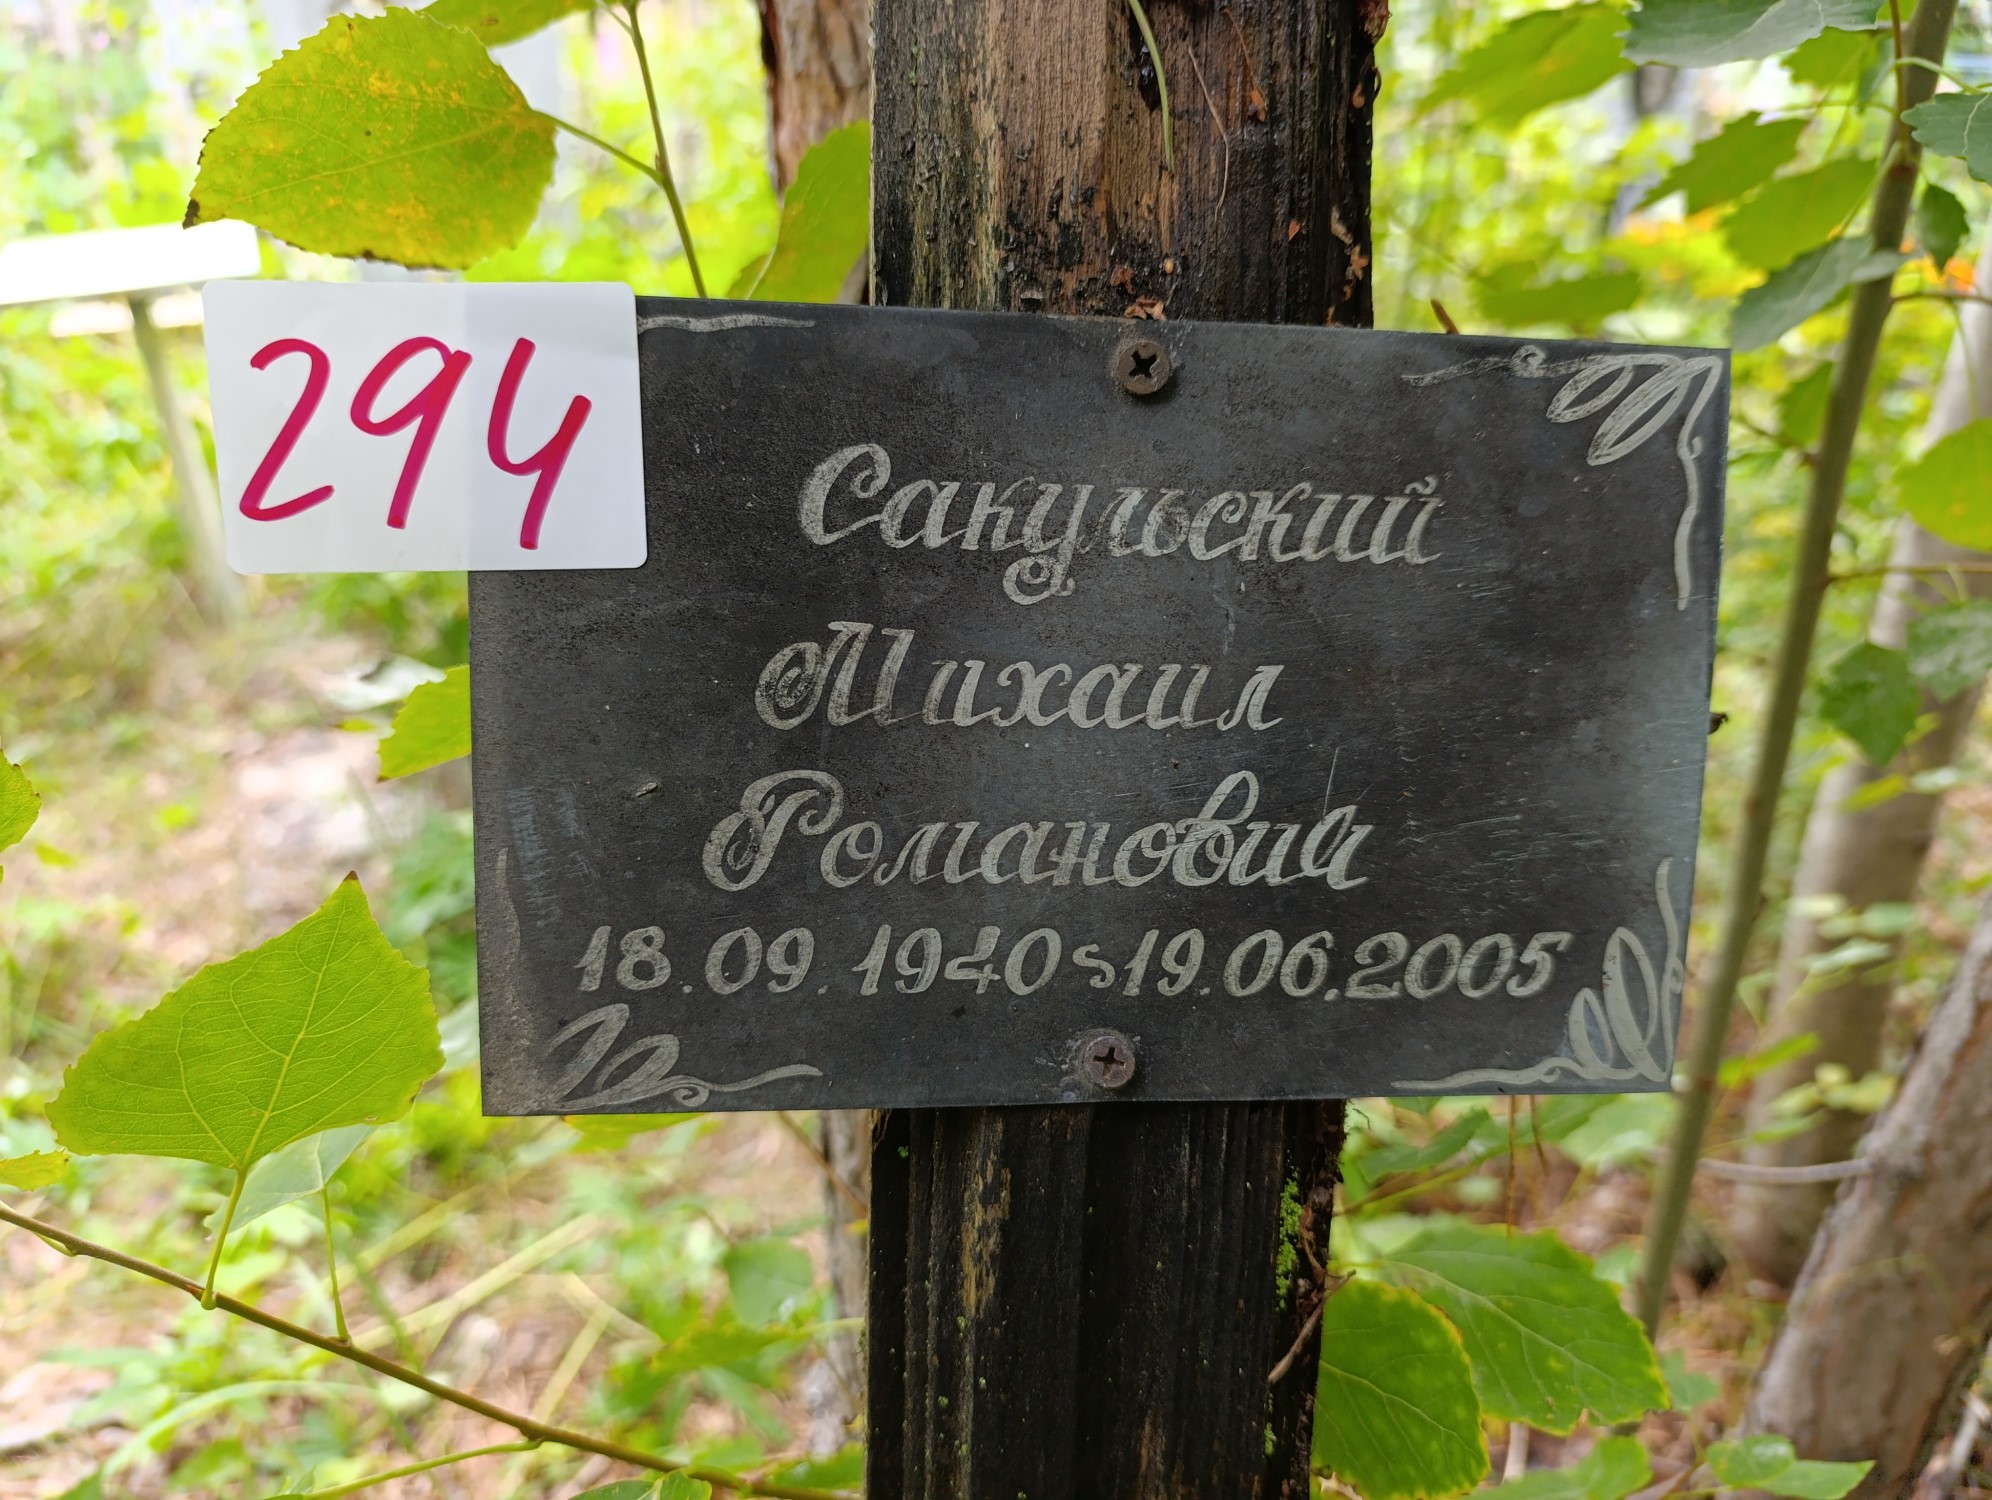 294
Сакульский
Михаил
Романович
18.09.1940 s 19.06.2005